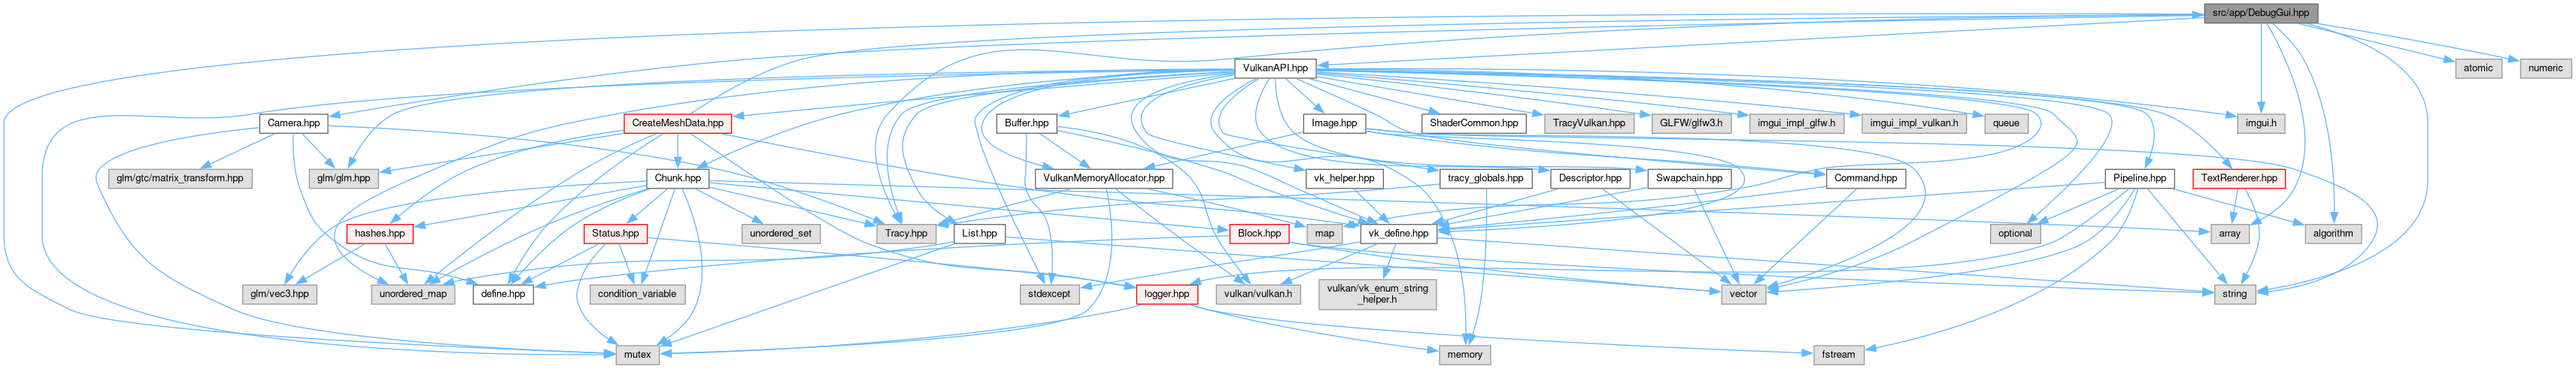 src/app/DebugGui.hpp
VulkanAPI.hpp
atomic
numeric
Camera.hpp
CreateMeshData.hpp
Buffer.hpp
Image.hpp
ShaderCommon.hpp
TracyVulkan.hpp
GLFW/glfw3.h
imgui_impl_glfw.h
imgui_impl_vulkan.h
queue
imgui.h
glm/gtc/matrix_transform.hpp
glm/glm.hpp
Chunk.hpp
VulkanMemoryAllocator.hpp
vk_helper.hpp
tracy_globals.hpp
Descriptor.hpp
Swapchain.hpp
Command.hpp
Pipeline.hpp
TextRenderer.hpp
hashes.hpp
Status.hpp
unordered_set
Tracy.hpp
List.hpp
Block.hpp
map
vk_define.hpp
optional
array
algorithm
glm/vec3.hpp
unordered_map
define.hpp
condition_variable
stdexcept
logger.hpp
vulkan/vulkan.h
vulkan/vk_enum_string
_helper.h
vector
string
mutex
memory
fstream